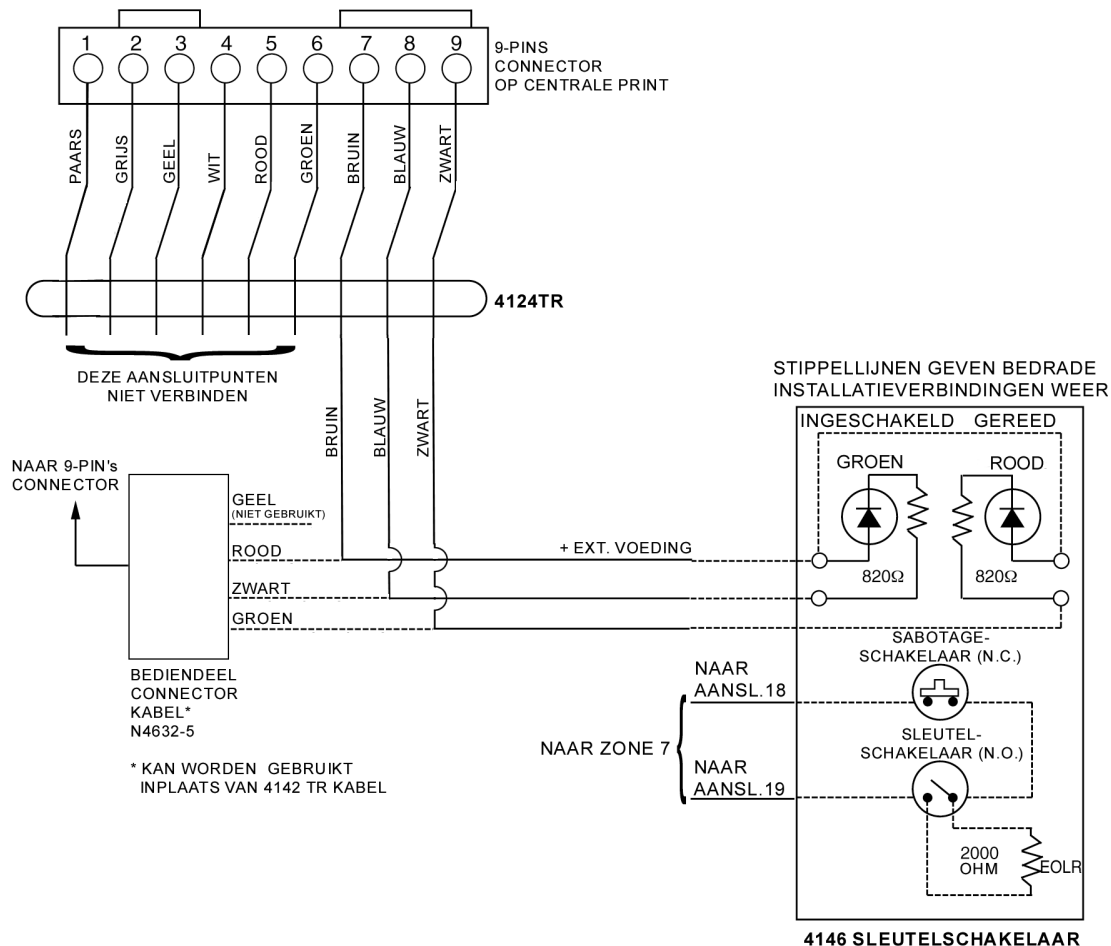 1 2 3 4 5 6 7 8 9
9-PINS
CONNECTOR
OP CENTRALE PRINT
PAARS
GRIJS
GEEL
WIT
ROOD
GROEN
BRUIN
BLAUW
ZWART
4124TR
DEZE AANSLUITPUNTEN
NIET VERBINDEN
BRUIN
BLAUW
ZWART
STIPPELLIJNEN GEVEN BEDRADE
INSTALLATIEVERBINDINGEN WEER
INGESCHAKELD GEREED
GROEN
ROOD
820Ω
820Ω
NAAR 9-PIN's
CONNECTOR
GEEL
(NIET GEBRUIKT)
ROOD
+ EXT. VOEDING
ZWART
GROEN
BEDIENDEEL
CONNECTOR
KABEL*
N4632-5
* KAN WORDEN GEBRUIKT
INPLAATS VAN 4142 TR KABEL
SABOTAGE-
SCHAKELAAR (N.C.)
NAAR
AANSL.18
NAAR ZONE 7
SLEUTEL-
SCHAKELAAR (N.O.)
NAAR
AANSL.19
2000
OHM
EOLR
4146 SLEUTELSCHAKELAAR